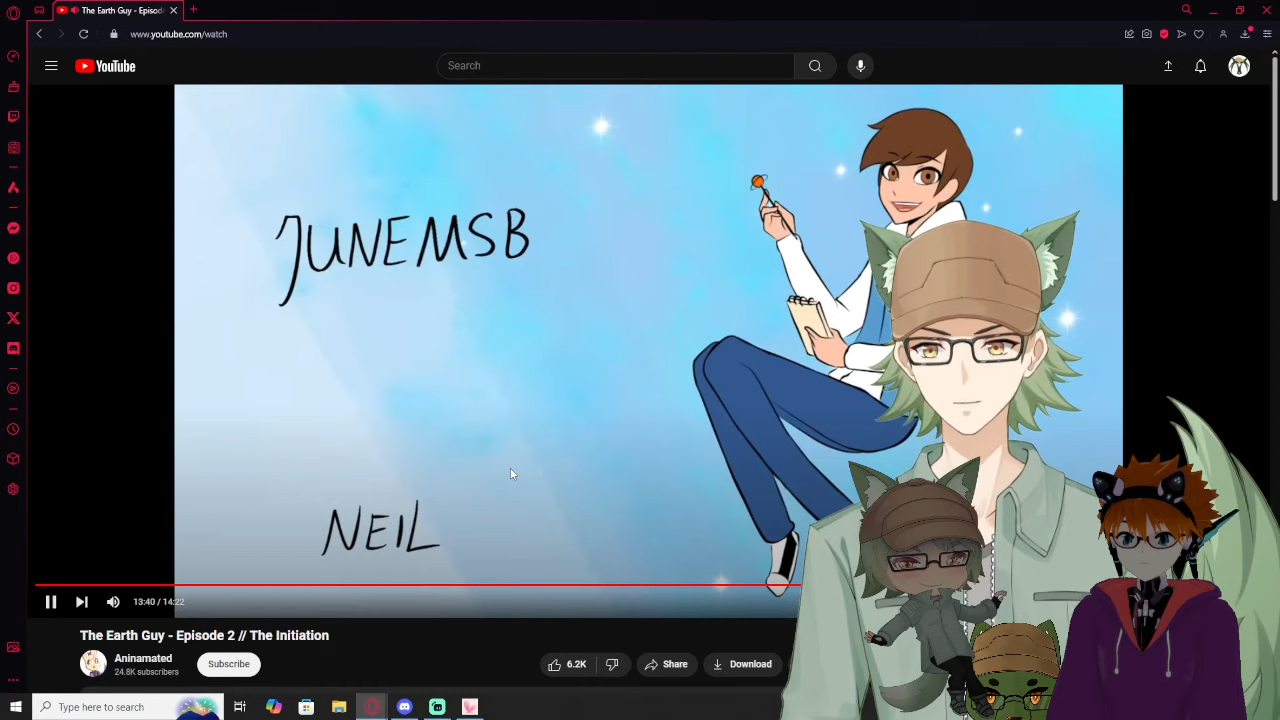 The Earth Guy - Episod
www.youtube.com/watch
YouTube
Search
JUNEMSB
NEIL
13:40 / 14:22
The Earth Guy - Episode 2 // The Initiation
Aninamated
24.8K subscribers
Subscribe
6.2K
Share
Download
Type here to search